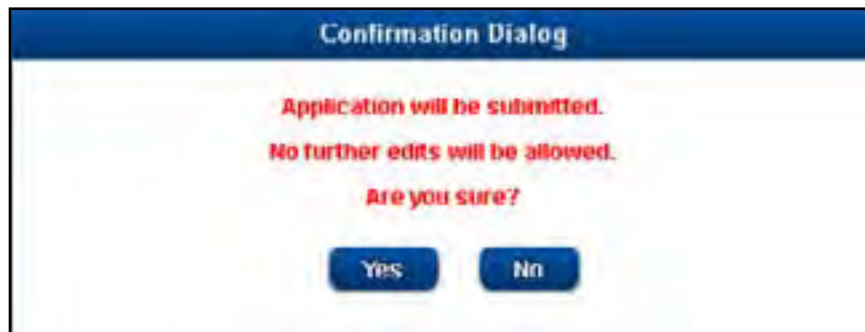 Confirmation Dialog
Application will be submitted.
No further edits will be allowed.
Are you sure?
Yes No